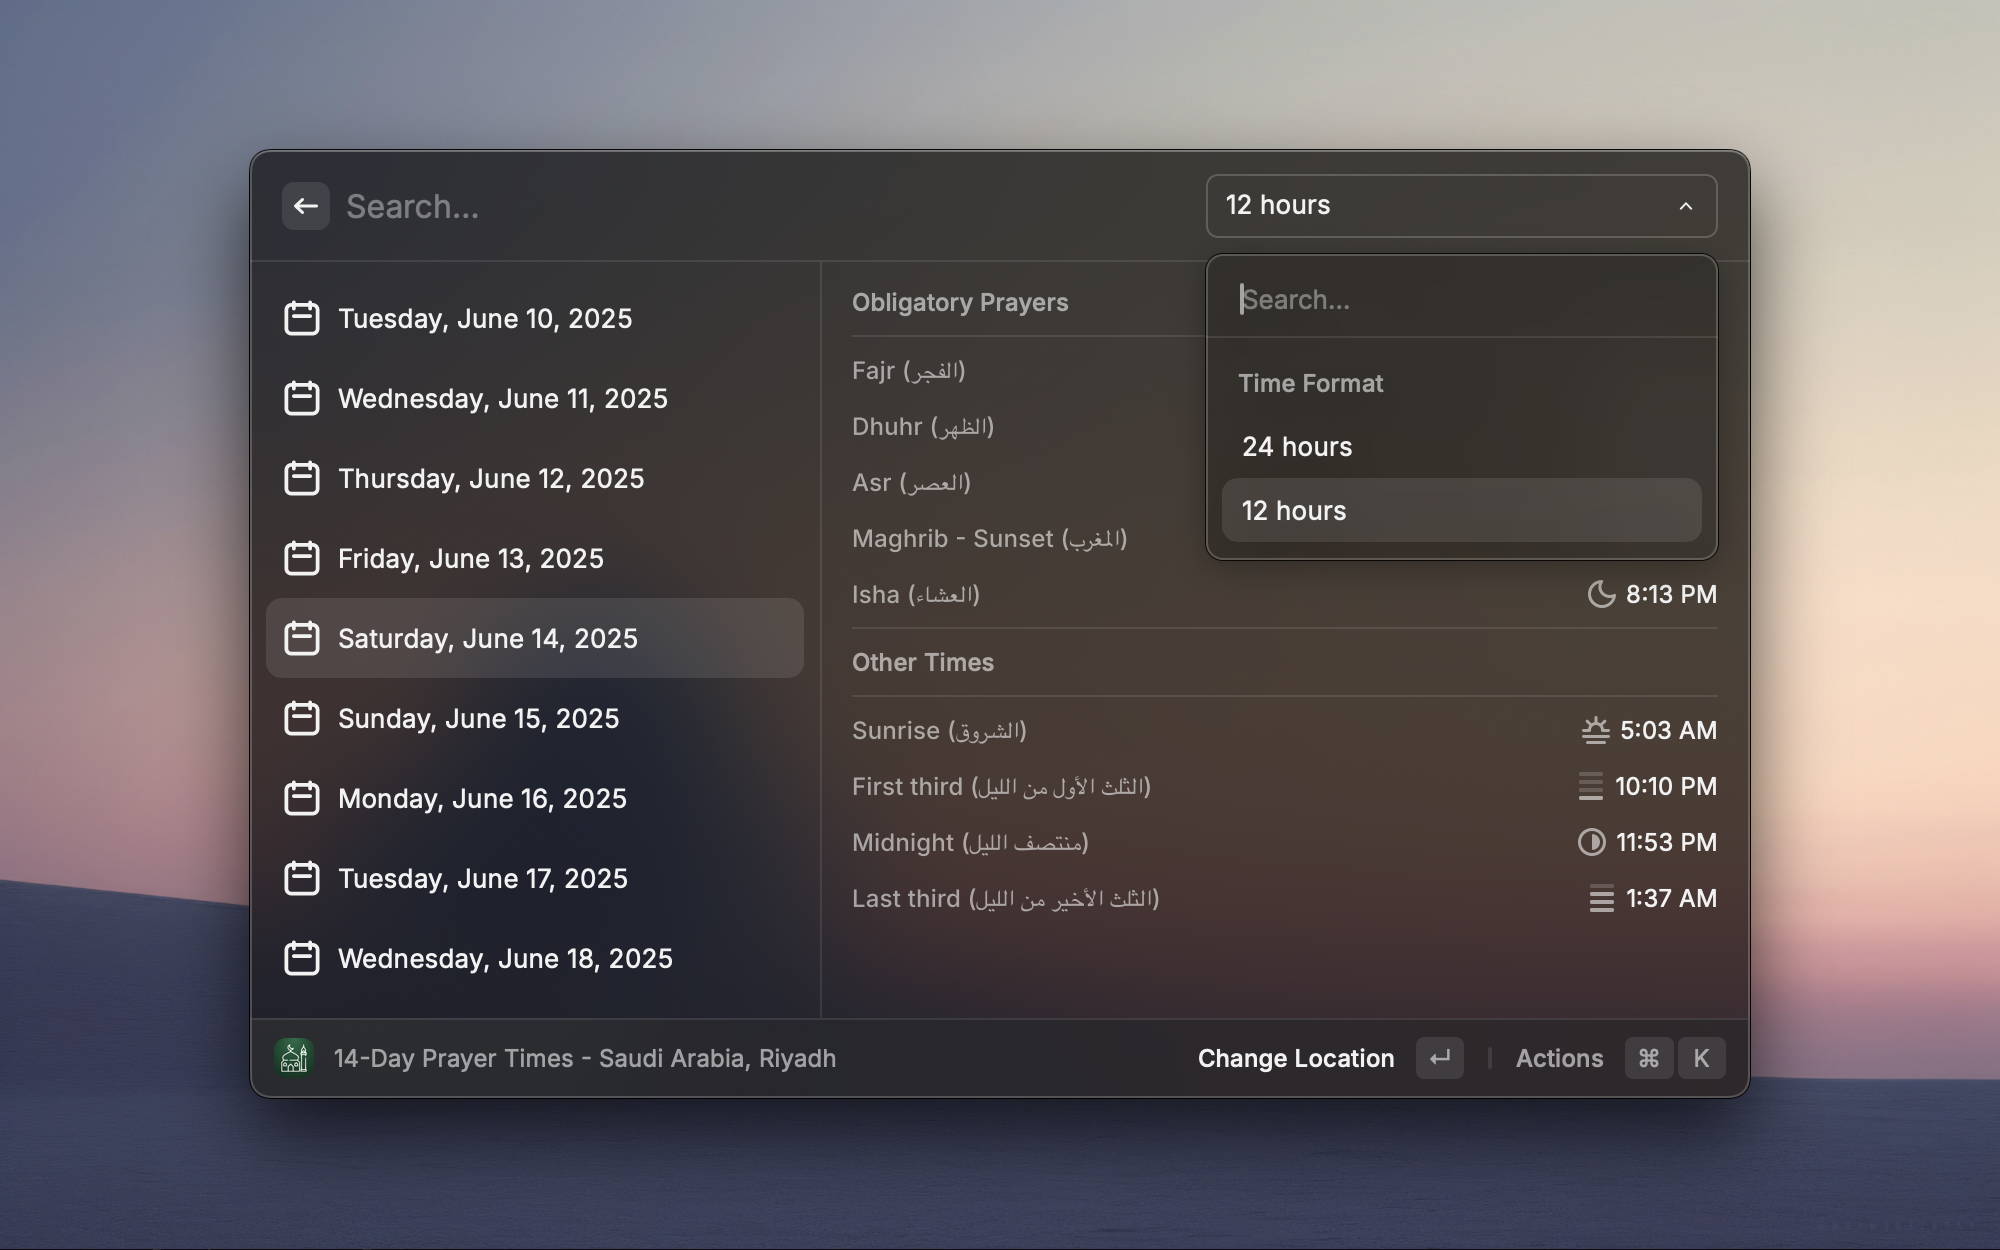 Search...
12 hours
Search...
Time Format
24 hours
12 hours
Tuesday, June 10, 2025
Wednesday, June 11, 2025
Thursday, June 12, 2025
Friday, June 13, 2025
Saturday, June 14, 2025
Sunday, June 15, 2025
Monday, June 16, 2025
Tuesday, June 17, 2025
Wednesday, June 18, 2025
Obligatory Prayers
Fajr (الفجر)
Dhuhr (الظهر)
Asr (العصر)
Maghrib - Sunset (المغرب)
Isha (العشاء) 8:13 PM
Other Times
Sunrise (الشروق) 5:03 AM
First third (الثلث الأول من الليل) 10:10 PM
Midnight (منتصف الليل) 11:53 PM
Last third (الثلث الأخير من الليل) 1:37 AM
14-Day Prayer Times - Saudi Arabia, Riyadh
Change Location ↵ Actions ⌘ K